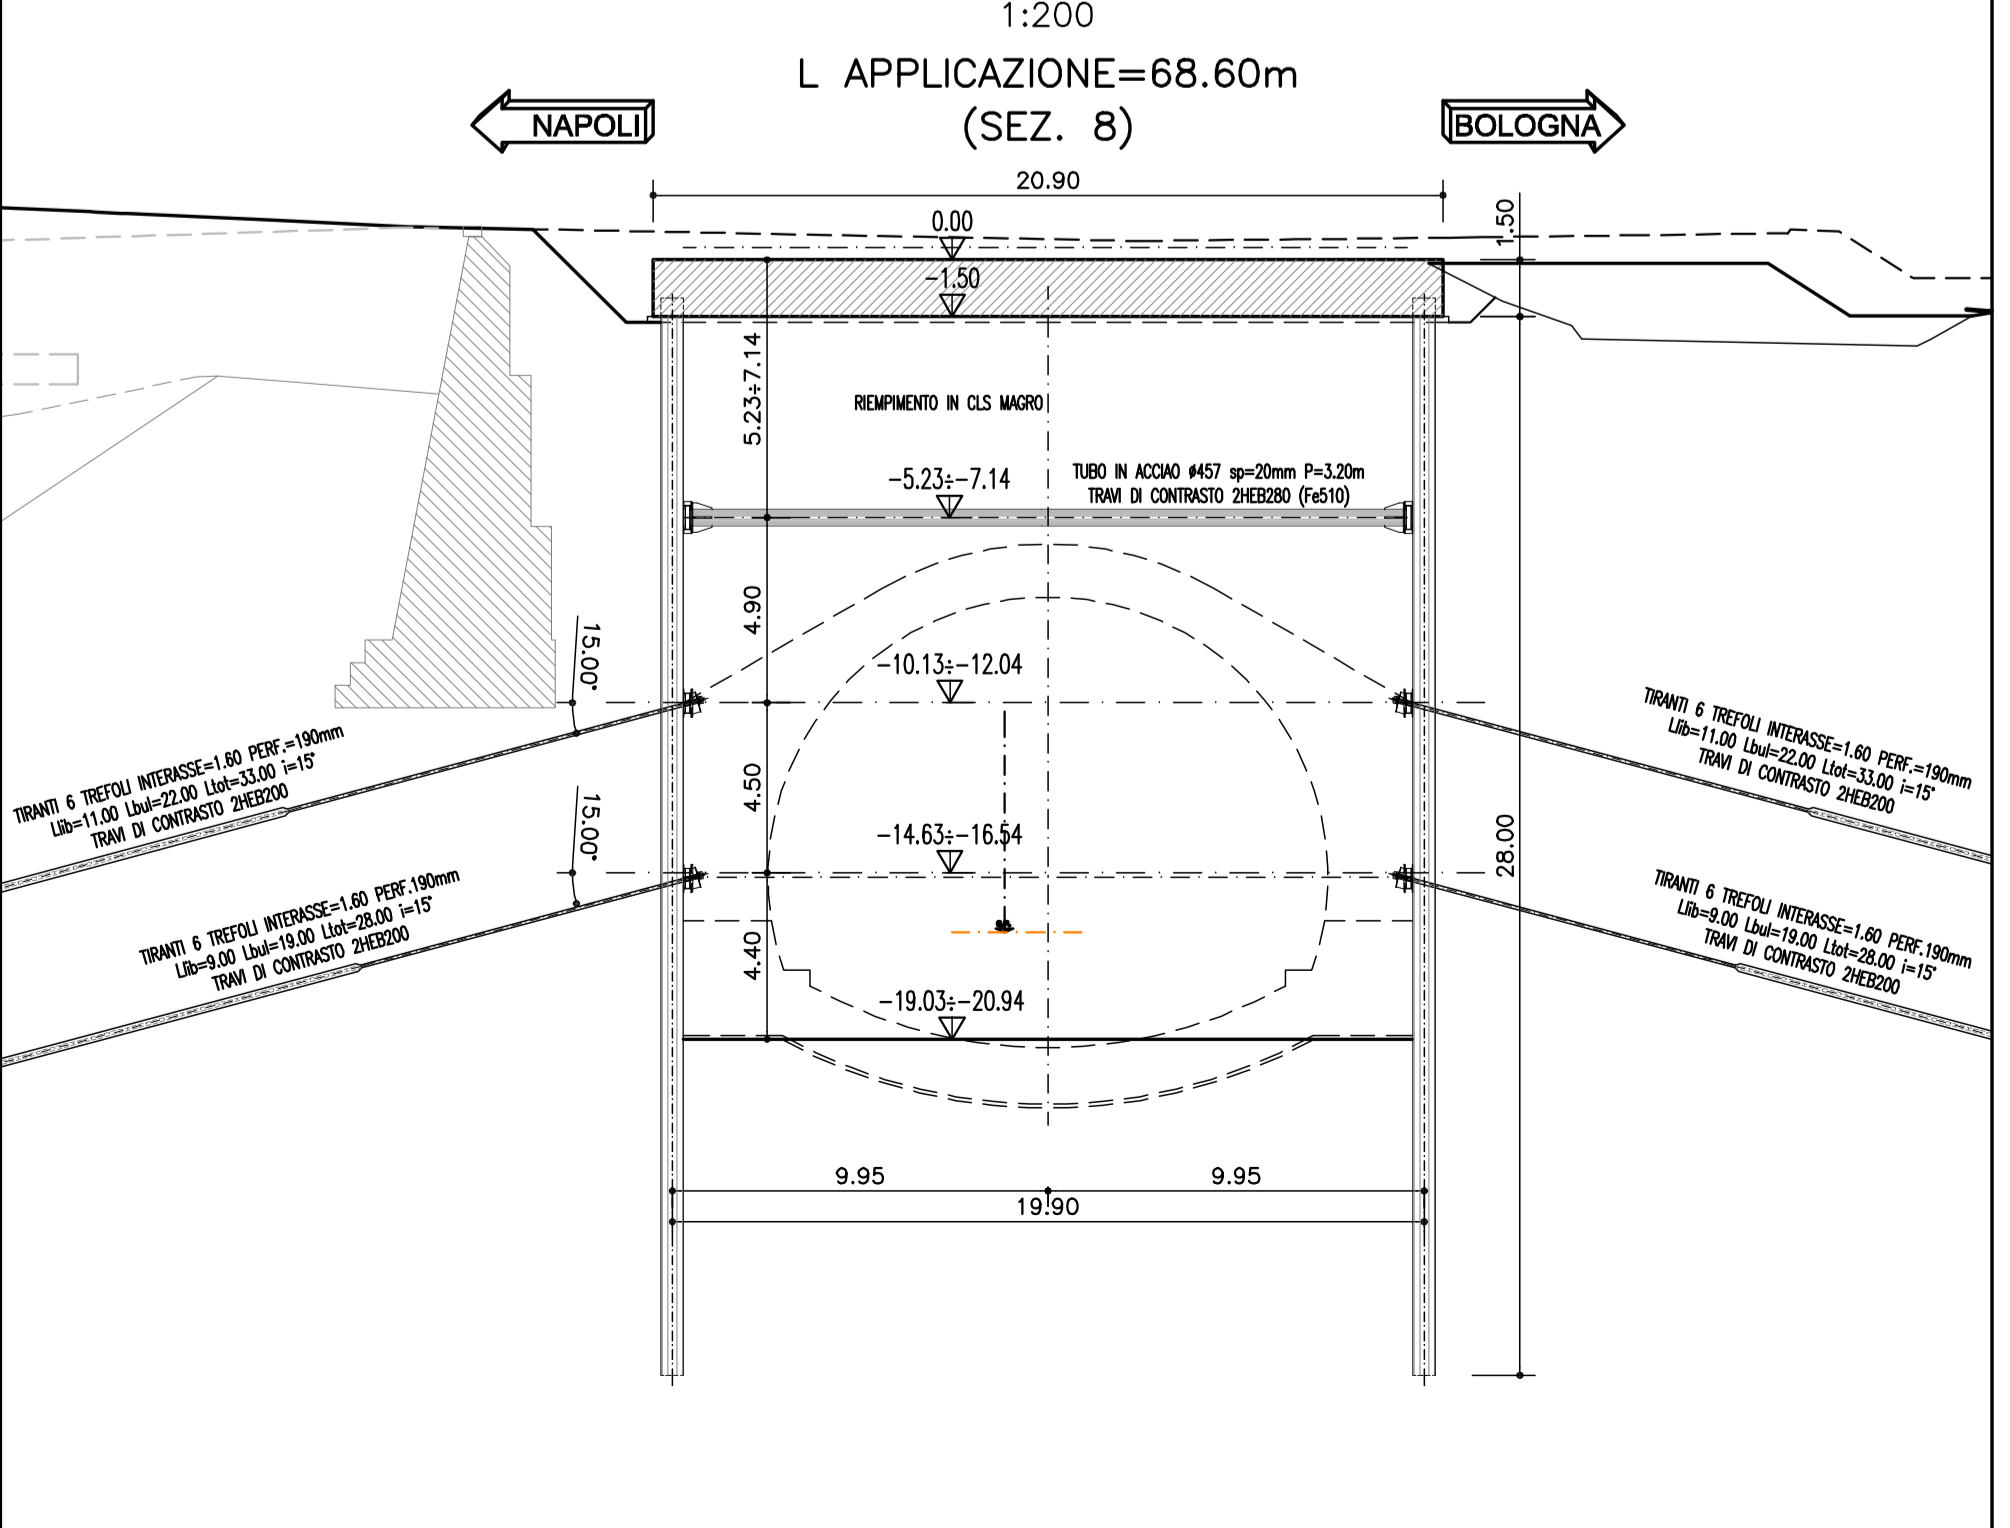 1:200
L APPLICAZIONE=68.60m
(SEZ. 8)
NAPOLI
BOLOGNA
20.90
0.00
1.50
-1.50
5.23÷7.14
RIEMPIMENTO IN CLS MAGRO
-5.23÷-7.14
TUBO IN ACCIAO ø457 sp=20mm P=3.20m
TRAVI DI CONTRASTO 2HEB280 (Fe510)
4.90
15.00°
-10.13÷-12.04
TIRANTI 6 TREFOLI INTERASSE=1.60 PERF.=190mm
Llib=11.00 Lbul=22.00 Ltot=33.00 i=15°
TRAVI DI CONTRASTO 2HEB200
TIRANTI 6 TREFOLI INTERASSE=1.60 PERF.=190mm
Llib=11.00 Lbul=22.00 Ltot=33.00 i=15°
TRAVI DI CONTRASTO 2HEB200
4.50
15.00°
-14.63÷-16.54
28.00
TIRANTI 6 TREFOLI INTERASSE=1.60 PERF.190mm
Llib=9.00 Lbul=19.00 Ltot=28.00 i=15°
TRAVI DI CONTRASTO 2HEB200
TIRANTI 6 TREFOLI INTERASSE=1.60 PERF.190mm
Llib=9.00 Lbul=19.00 Ltot=28.00 i=15°
TRAVI DI CONTRASTO 2HEB200
4.40
-19.03÷-20.94
9.95
9.95
19.90